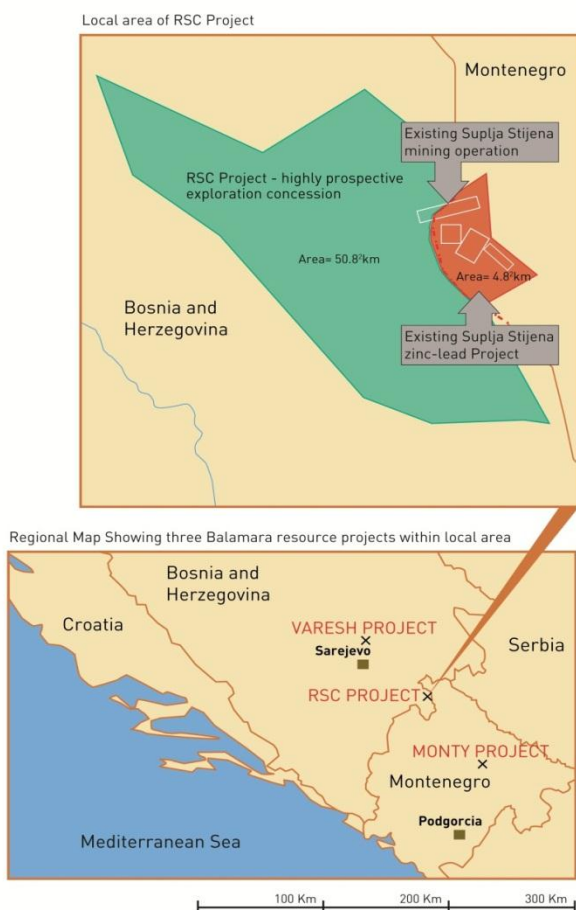 Local area of RSC Project
Montenegro
Existing Suplja Stijena
mining operation
RSC Project - highly prospective
exploration concession
Area= 50.8²km
Area= 4.8²km
Bosnia and
Herzegovina
Existing Suplja Stijena
zinc-lead Project
Regional Map Showing three Balamara resource projects within local area
Bosnia and
Herzegovina
Croatia
VARESH PROJECT
Sarejevo
Serbia
RSC PROJECT
MONTY PROJECT
Montenegro
Podgorcia
Mediterranean Sea
100 Km
200 Km
300 Km